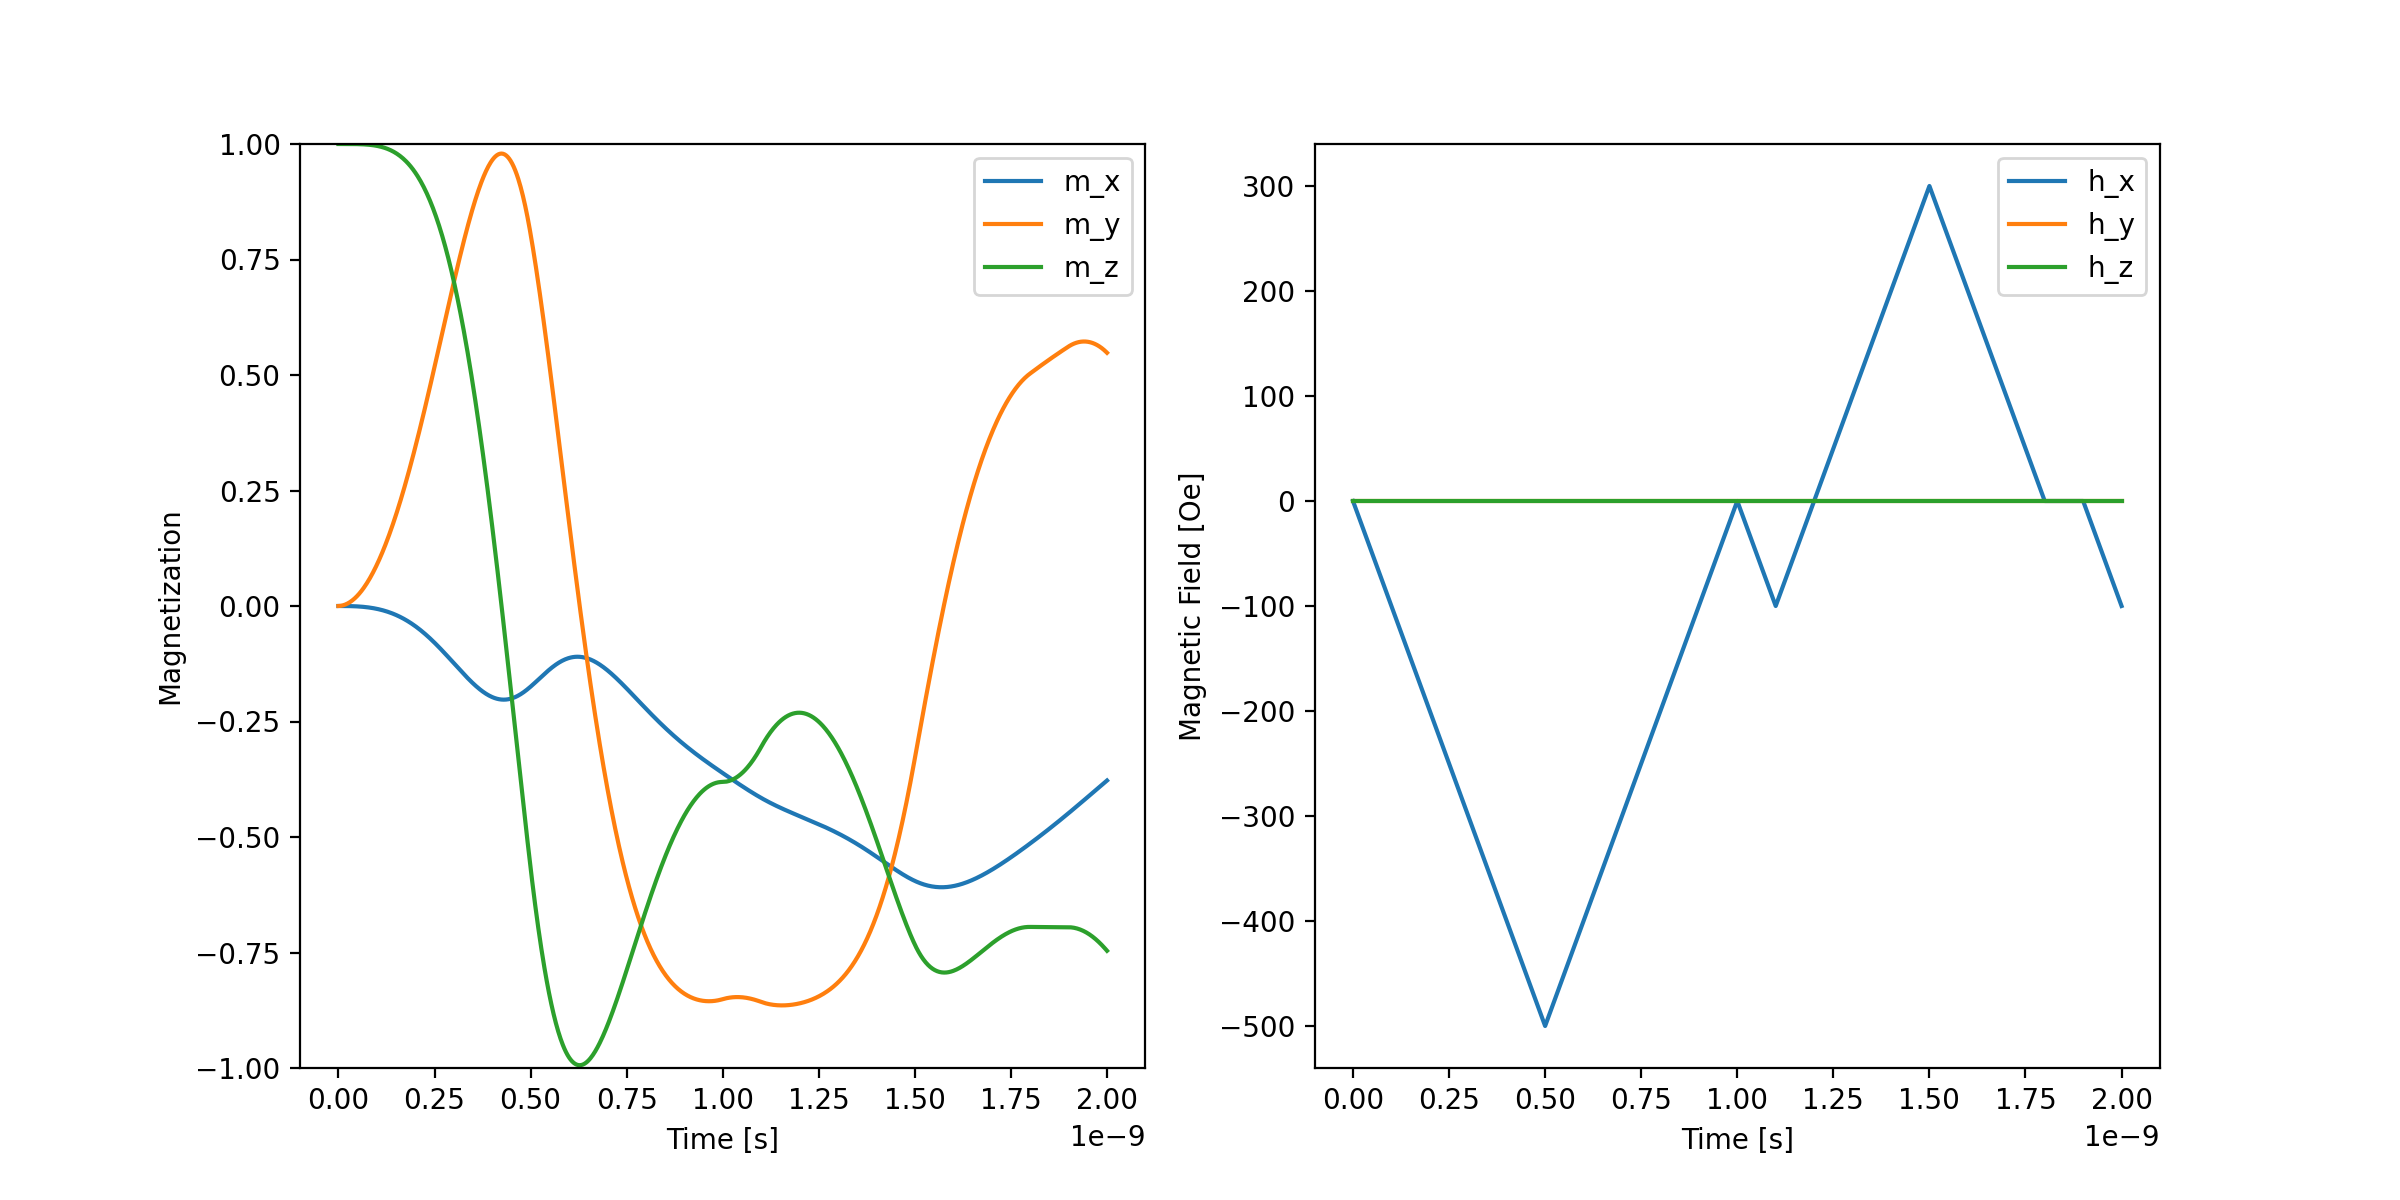 1.00
0.75
0.50
0.25
0.00
−0.25
−0.50
−0.75
−1.00
Magnetization
m_x
m_y
m_z
0.00 0.25 0.50 0.75 1.00 1.25 1.50 1.75 2.00
Time [s]
1e−9
300
200
100
0
−100
−200
−300
−400
−500
Magnetic Field [Oe]
h_x
h_y
h_z
0.00 0.25 0.50 0.75 1.00 1.25 1.50 1.75 2.00
Time [s]
1e−9